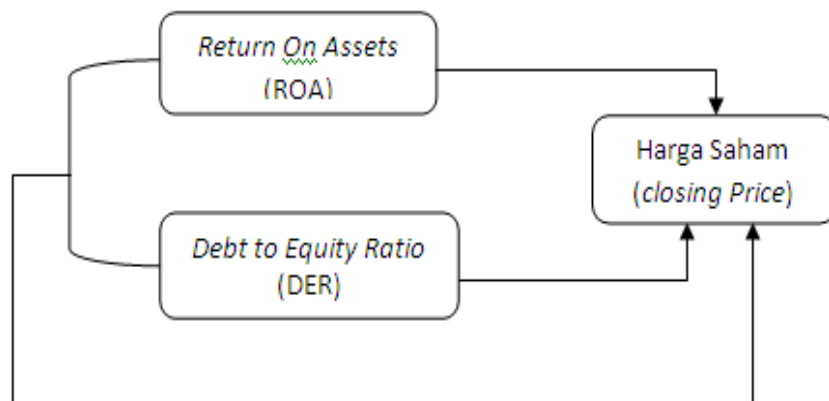 Return On Assets
(ROA)
Harga Saham
(closing Price)
Debt to Equity Ratio
(DER)